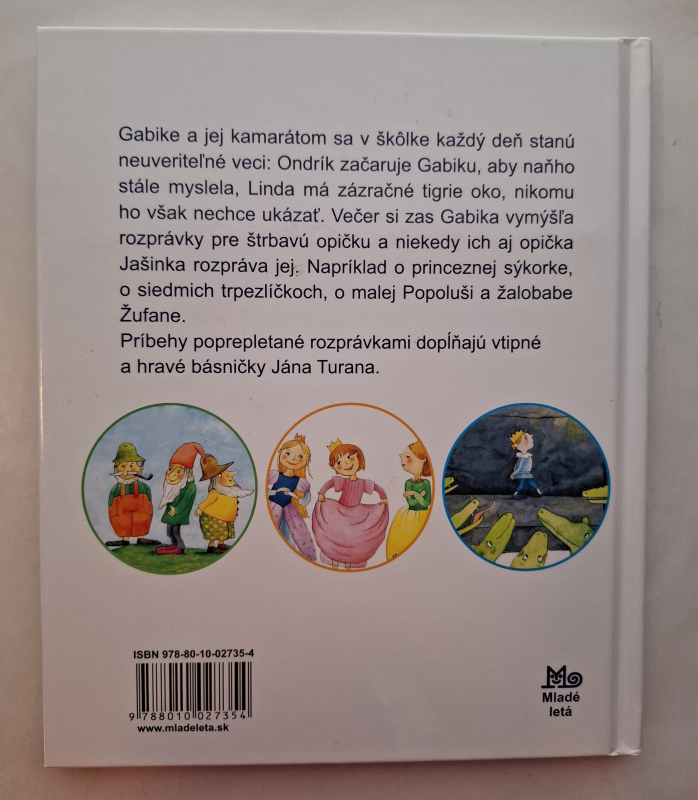 Gabike a jej kamarátom sa v škôlke každý deň stanú
neuveriteľné veci: Ondrík začaruje Gabiku, aby naňho
stále myslela, Linda má zázračné tigrie oko, nikomu
ho však nechce ukázať. Večer si zas Gabika vymýšľa
rozprávky pre štrbavú opičku a niekedy ich aj opička
Jašinka rozpráva jej. Napríklad o princeznej sýkorke,
o siedmich trpezlíčkoch, o malej Popoluši a žalobabe
Žufane.
Príbehy poprepletané rozprávkami dopĺňajú vtipné
a hravé básničky Jána Turana.
ISBN 978-80-10-02735-4
9 788010 027354
www.mladeleta.sk
Mladé
letá